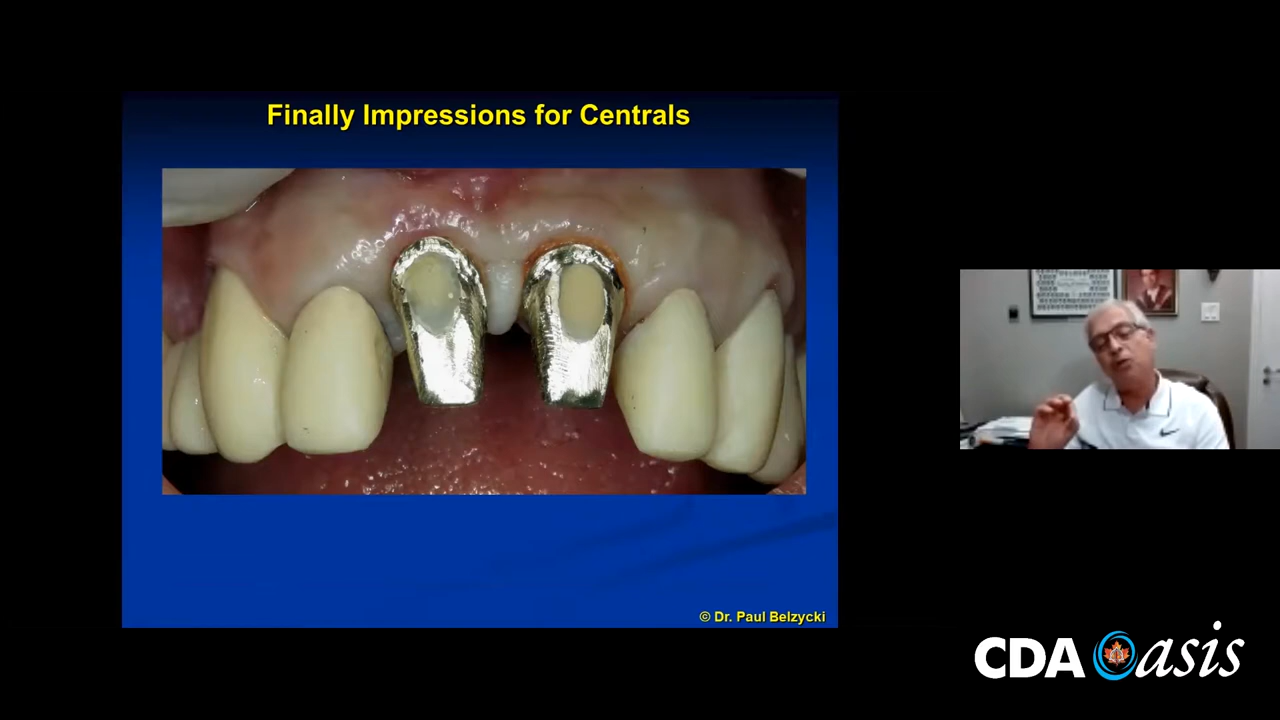 Finally Impressions for Centrals
© Dr. Paul Belzycki
CDA Oasis